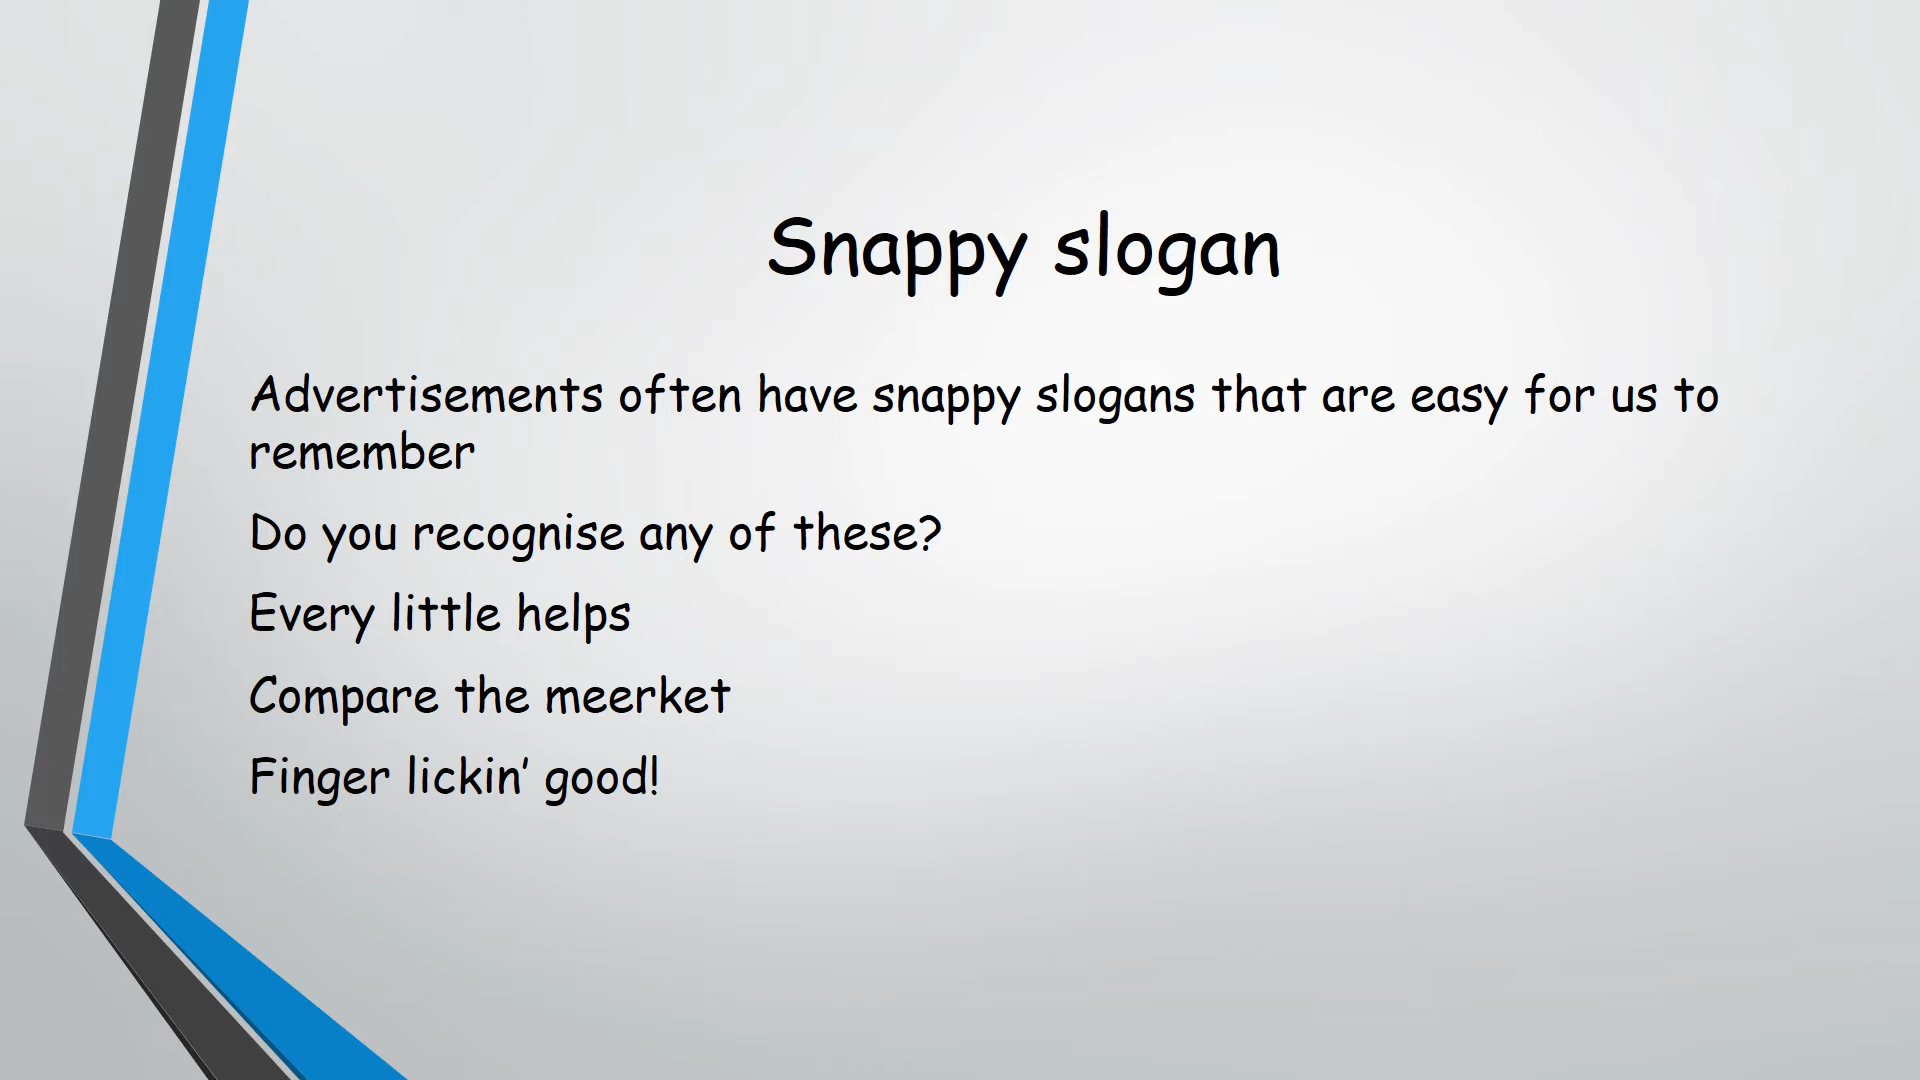 Snappy slogan
Advertisements often have snappy slogans that are easy for us to
remember
Do you recognise any of these?
Every little helps
Compare the meerket
Finger lickin’ good!